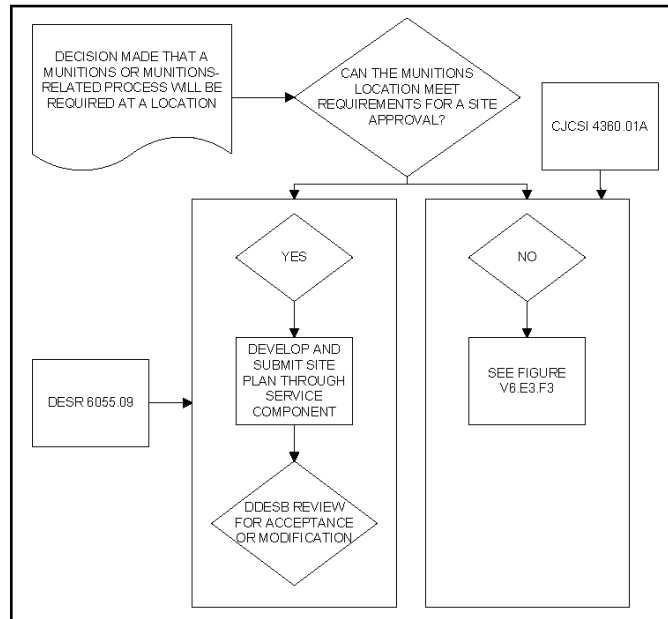 DECISION MADE THAT A
MUNITIONS OR MUNITIONS-
RELATED PROCESS WILL BE
REQUIRED AT A LOCATION
CAN THE MUNITIONS
LOCATION MEET
REQUIREMENTS FOR A SITE
APPROVAL?
CJCSI 4360.01A
YES
NO
DEVELOP AND
SUBMIT SITE
PLAN THROUGH
SERVICE
COMPONENT
SEE FIGURE
V6.E3.F3
DESR 6055.09
DDESB REVIEW
FOR ACCEPTANCE
OR MODIFICATION